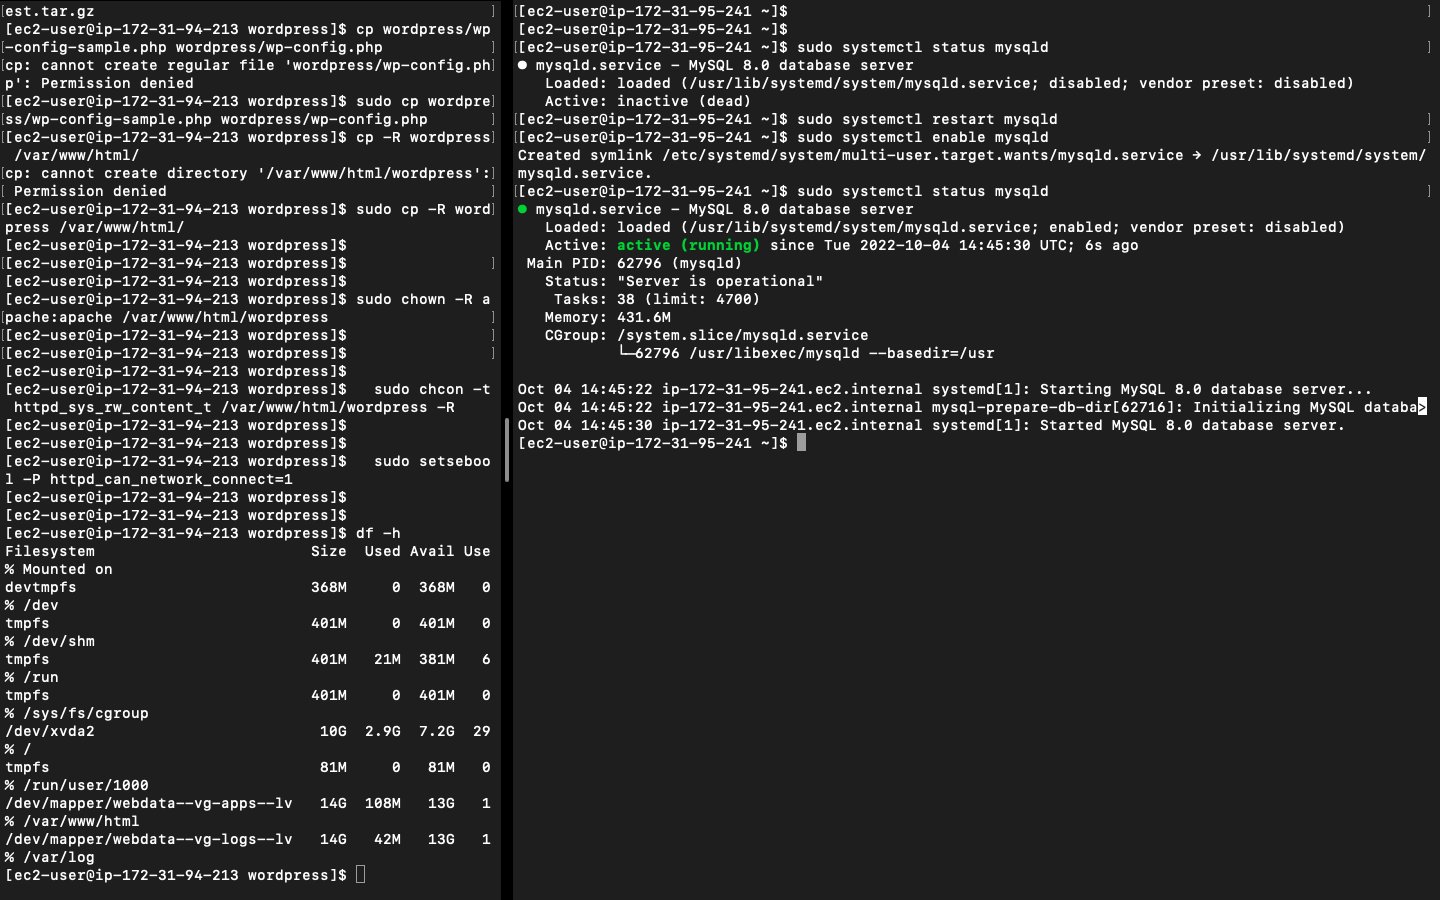 est.tar.gz
[ec2-user@ip-172-31-94-213 wordpress]$ cp wordpress/wp
-config-sample.php wordpress/wp-config.php
cp: cannot create regular file 'wordpress/wp-config.ph
p': Permission denied
[ec2-user@ip-172-31-94-213 wordpress]$ sudo cp wordpre
ss/wp-config-sample.php wordpress/wp-config.php
[ec2-user@ip-172-31-94-213 wordpress]$ cp -R wordpress
 /var/www/html/
cp: cannot create directory '/var/www/html/wordpress':
 Permission denied
[ec2-user@ip-172-31-94-213 wordpress]$ sudo cp -R word
press /var/www/html/
[ec2-user@ip-172-31-94-213 wordpress]$
[ec2-user@ip-172-31-94-213 wordpress]$
[ec2-user@ip-172-31-94-213 wordpress]$
[ec2-user@ip-172-31-94-213 wordpress]$ sudo chown -R a
pache:apache /var/www/html/wordpress
[ec2-user@ip-172-31-94-213 wordpress]$
[ec2-user@ip-172-31-94-213 wordpress]$
[ec2-user@ip-172-31-94-213 wordpress]$
[ec2-user@ip-172-31-94-213 wordpress]$   sudo chcon -t
 httpd_sys_rw_content_t /var/www/html/wordpress -R
[ec2-user@ip-172-31-94-213 wordpress]$
[ec2-user@ip-172-31-94-213 wordpress]$
[ec2-user@ip-172-31-94-213 wordpress]$   sudo setseboo
l -P httpd_can_network_connect=1
[ec2-user@ip-172-31-94-213 wordpress]$
[ec2-user@ip-172-31-94-213 wordpress]$
[ec2-user@ip-172-31-94-213 wordpress]$ df -h
Filesystem                        Size  Used Avail Use
% Mounted on
devtmpfs                          368M     0  368M   0
% /dev
tmpfs                             401M     0  401M   0
% /dev/shm
tmpfs                             401M   21M  381M   6
% /run
tmpfs                             401M     0  401M   0
% /sys/fs/cgroup
/dev/xvda2                         10G  2.9G  7.2G  29
% /
tmpfs                              81M     0   81M   0
% /run/user/1000
/dev/mapper/webdata--vg-apps--lv   14G  108M   13G   1
% /var/www/html
/dev/mapper/webdata--vg-logs--lv   14G   42M   13G   1
% /var/log
[ec2-user@ip-172-31-94-213 wordpress]$
[ec2-user@ip-172-31-95-241 ~]$
[ec2-user@ip-172-31-95-241 ~]$
[ec2-user@ip-172-31-95-241 ~]$ sudo systemctl status mysqld
● mysqld.service - MySQL 8.0 database server
   Loaded: loaded (/usr/lib/systemd/system/mysqld.service; disabled; vendor preset: disabled)
   Active: inactive (dead)
[ec2-user@ip-172-31-95-241 ~]$ sudo systemctl restart mysqld
[ec2-user@ip-172-31-95-241 ~]$ sudo systemctl enable mysqld
Created symlink /etc/systemd/system/multi-user.target.wants/mysqld.service → /usr/lib/systemd/system/
mysqld.service.
[ec2-user@ip-172-31-95-241 ~]$ sudo systemctl status mysqld
● mysqld.service - MySQL 8.0 database server
   Loaded: loaded (/usr/lib/systemd/system/mysqld.service; enabled; vendor preset: disabled)
   Active: active (running) since Tue 2022-10-04 14:45:30 UTC; 6s ago
 Main PID: 62796 (mysqld)
   Status: "Server is operational"
    Tasks: 38 (limit: 4700)
   Memory: 431.6M
   CGroup: /system.slice/mysqld.service
           └─62796 /usr/libexec/mysqld --basedir=/usr
Oct 04 14:45:22 ip-172-31-95-241.ec2.internal systemd[1]: Starting MySQL 8.0 database server...
Oct 04 14:45:22 ip-172-31-95-241.ec2.internal mysql-prepare-db-dir[62716]: Initializing MySQL databa>
Oct 04 14:45:30 ip-172-31-95-241.ec2.internal systemd[1]: Started MySQL 8.0 database server.
[ec2-user@ip-172-31-95-241 ~]$